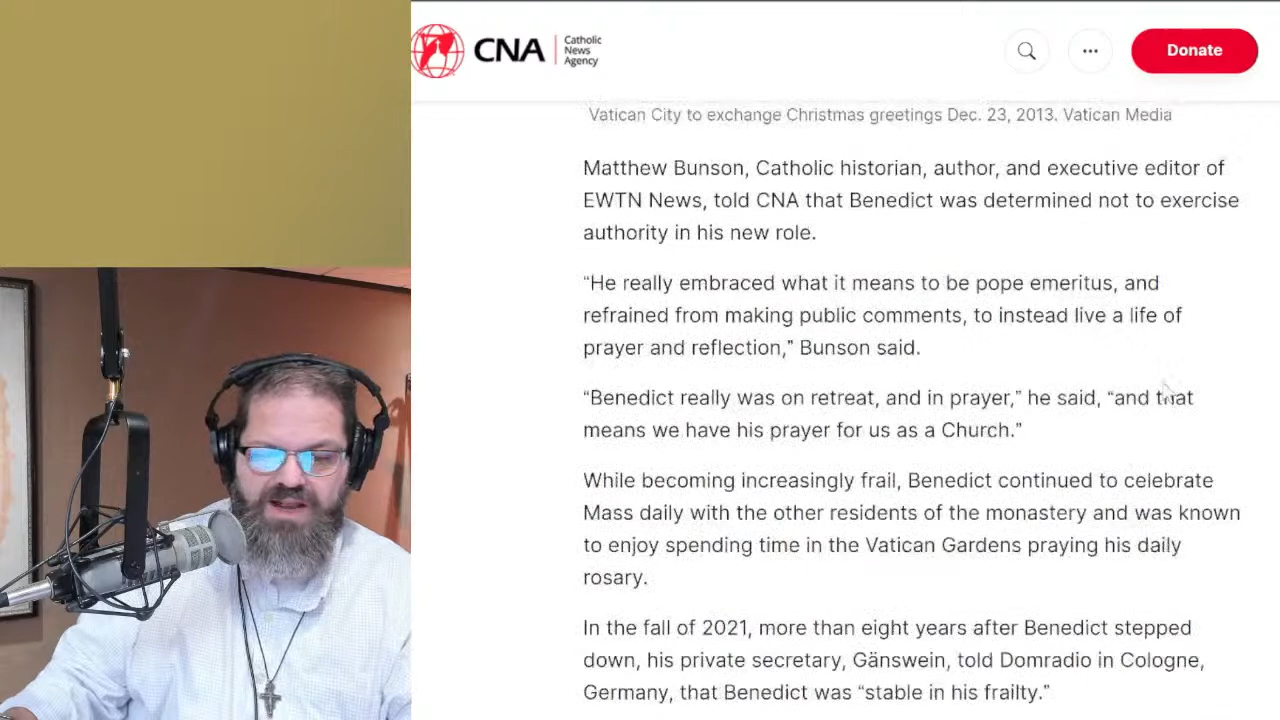 CNA
Catholic
News
Agency
Donate
Vatican City to exchange Christmas greetings Dec. 23, 2013. Vatican Media
Matthew Bunson, Catholic historian, author, and executive editor of
EWTN News, told CNA that Benedict was determined not to exercise
authority in his new role.
“He really embraced what it means to be pope emeritus, and
refrained from making public comments, to instead live a life of
prayer and reflection,” Bunson said.
“Benedict really was on retreat, and in prayer,” he said, “and that
means we have his prayer for us as a Church.”
While becoming increasingly frail, Benedict continued to celebrate
Mass daily with the other residents of the monastery and was known
to enjoy spending time in the Vatican Gardens praying his daily
rosary.
In the fall of 2021, more than eight years after Benedict stepped
down, his private secretary, Gänswein, told Domradio in Cologne,
Germany, that Benedict was “stable in his frailty.”